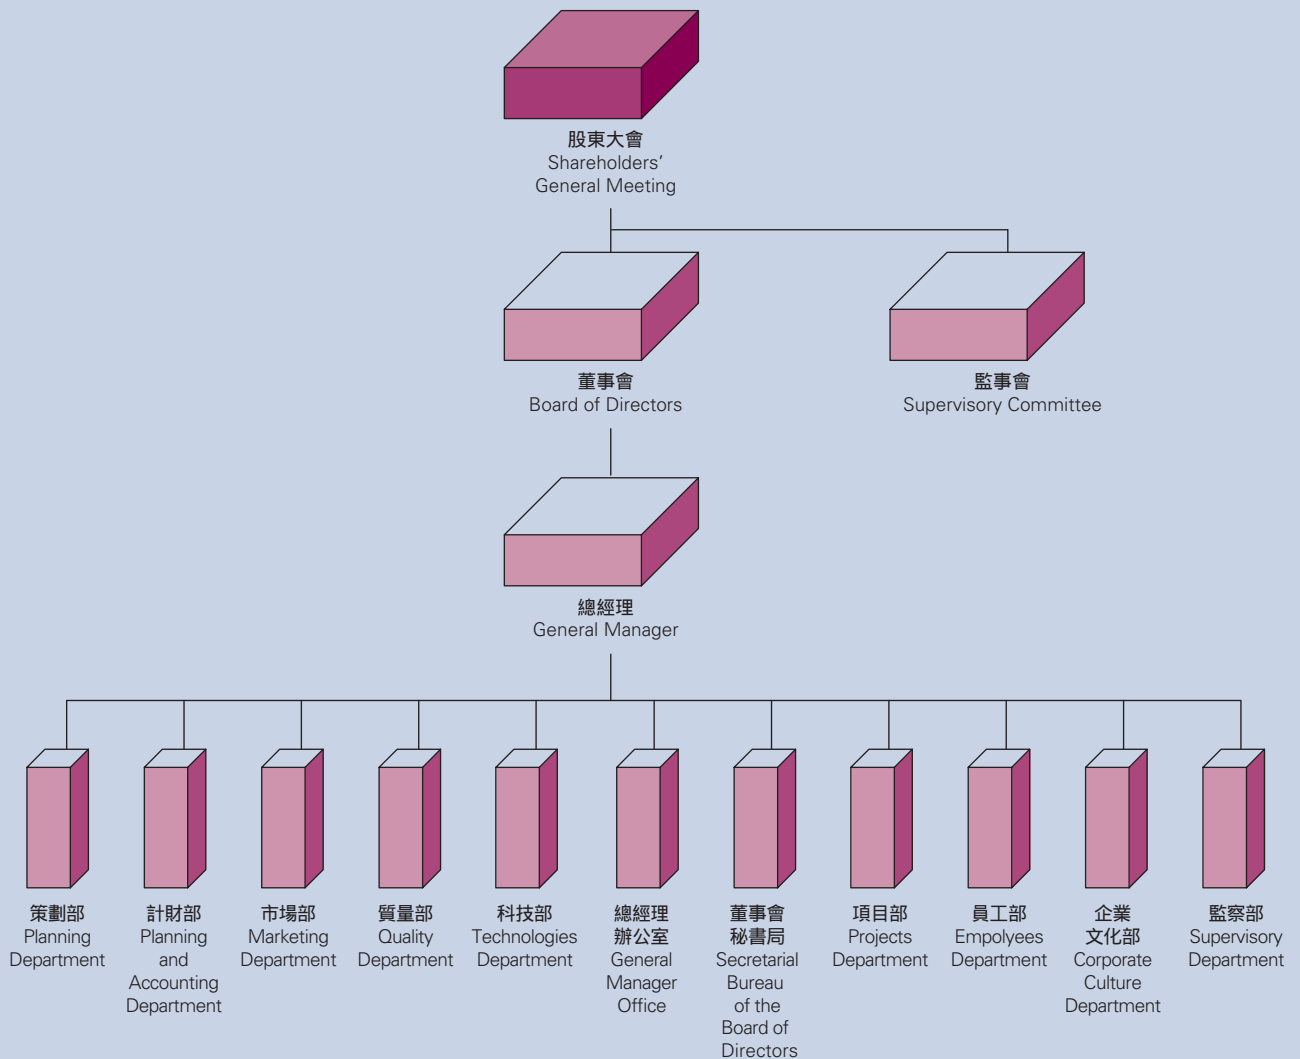 股東大會
Shareholders'
General Meeting
董事會
Board of Directors
監事會
Supervisory Committee
總經理
General Manager
策劃部
Planning
Department
計財部
Planning
and
Accounting
Department
市場部
Marketing
Department
質量部
Quality
Department
科技部
Technologies
Department
總經理
辦公室
General
Manager
Office
董事會
秘書局
Secretarial
Bureau
of the
Board of
Directors
項目部
Projects
Department
員工部
Empolyees
Department
企業
文化部
Corporate
Culture
Department
監察部
Supervisory
Department